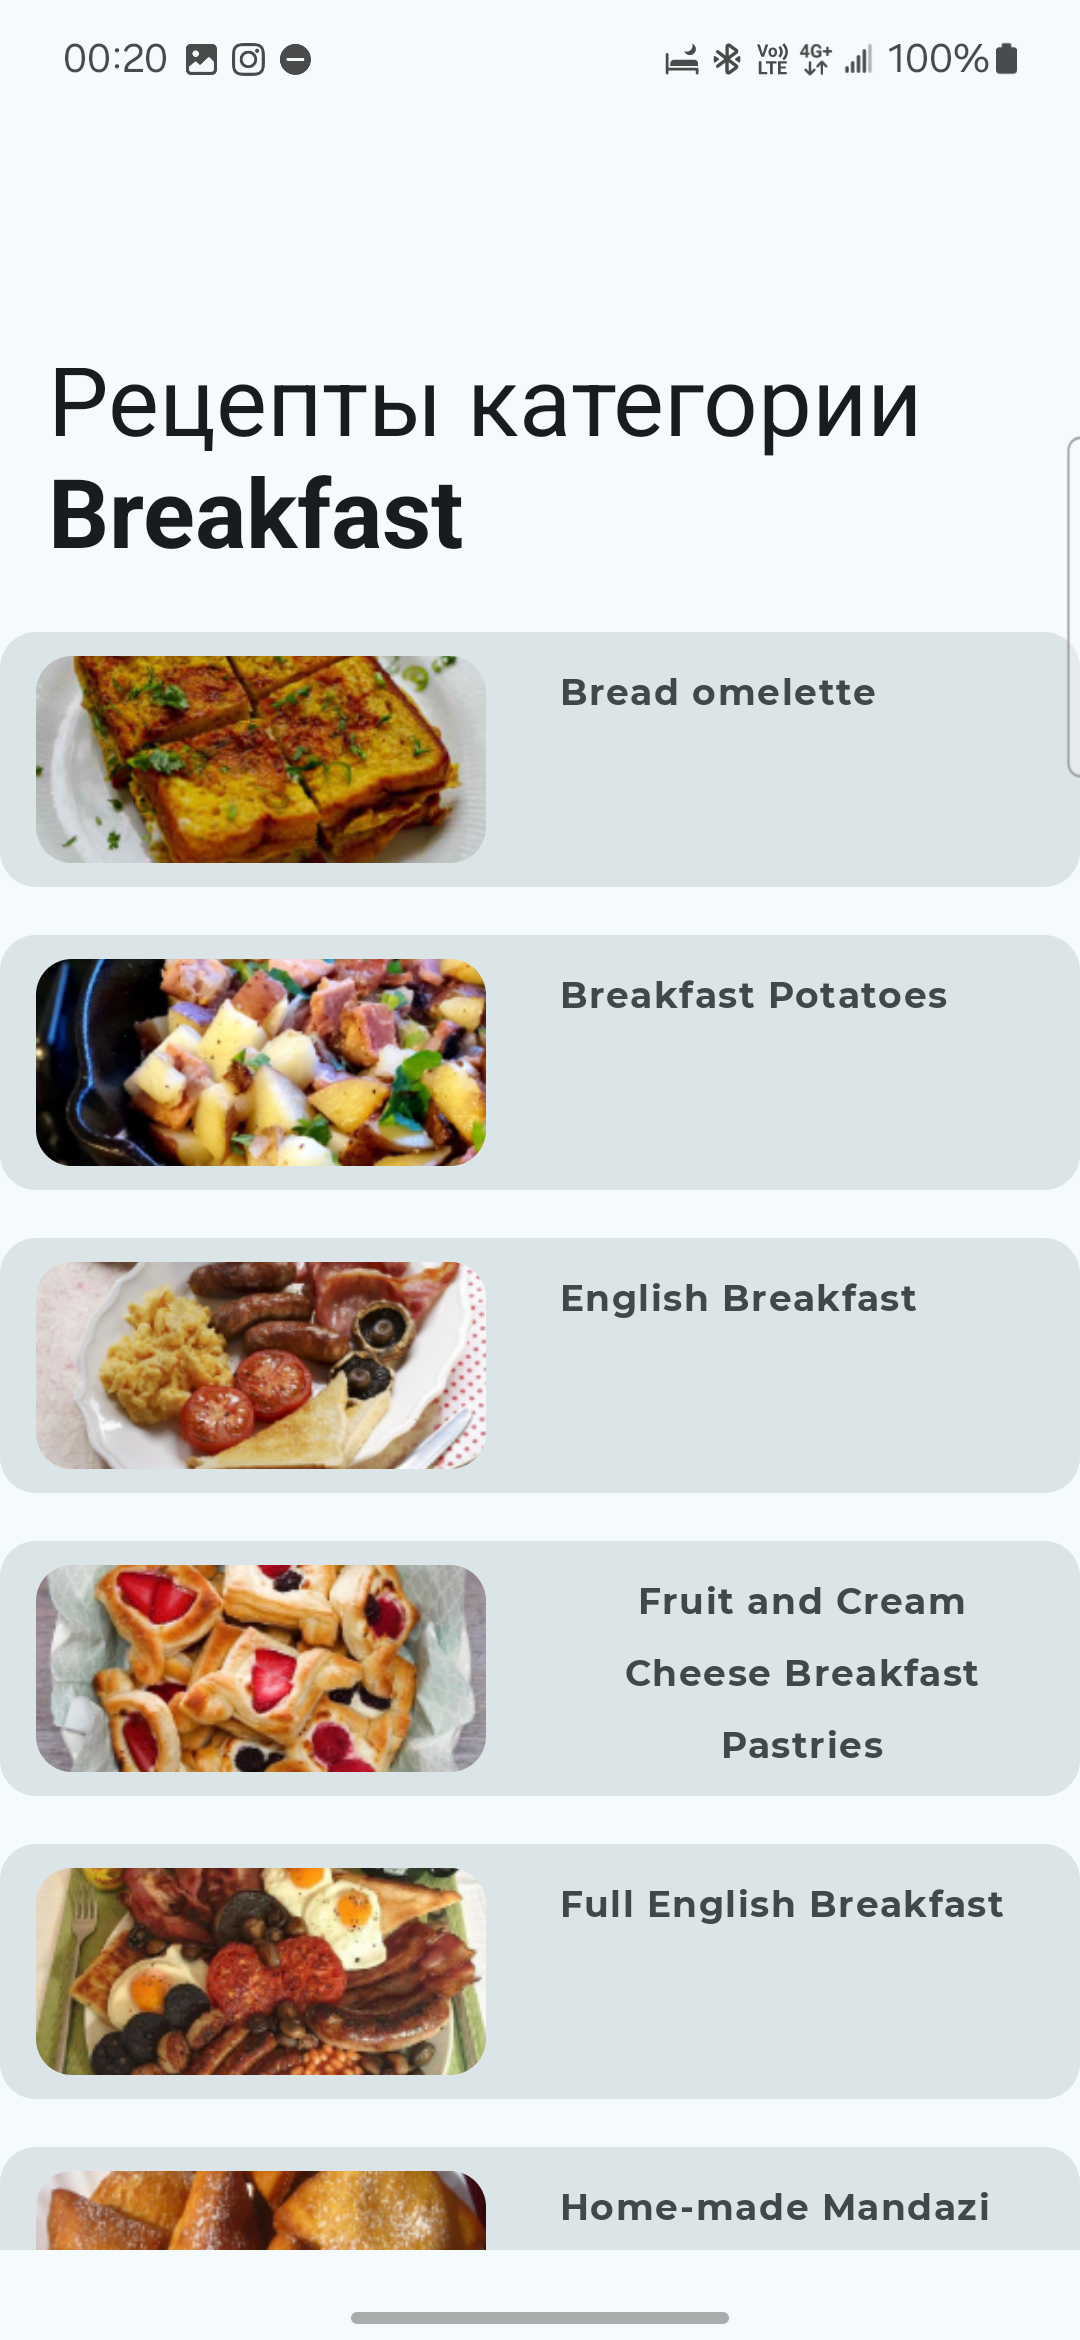 00:20 Vo)) LTE 4G+ 100%
Рецепты категории
Breakfast
Bread omelette
Breakfast Potatoes
English Breakfast
Fruit and Cream
Cheese Breakfast
Pastries
Full English Breakfast
Home-made Mandazi